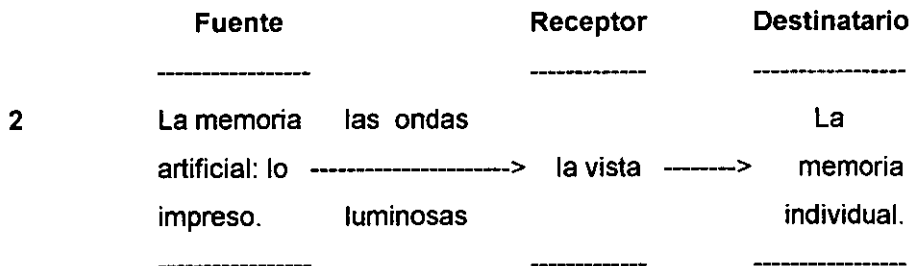 Fuente Receptor Destinatario
----------------- ------------- -----------------
2 La memoria las ondas La
artificial: lo ----------------------> la vista -------> memoria
impreso. luminosas individual.
----------------- ------------- -----------------